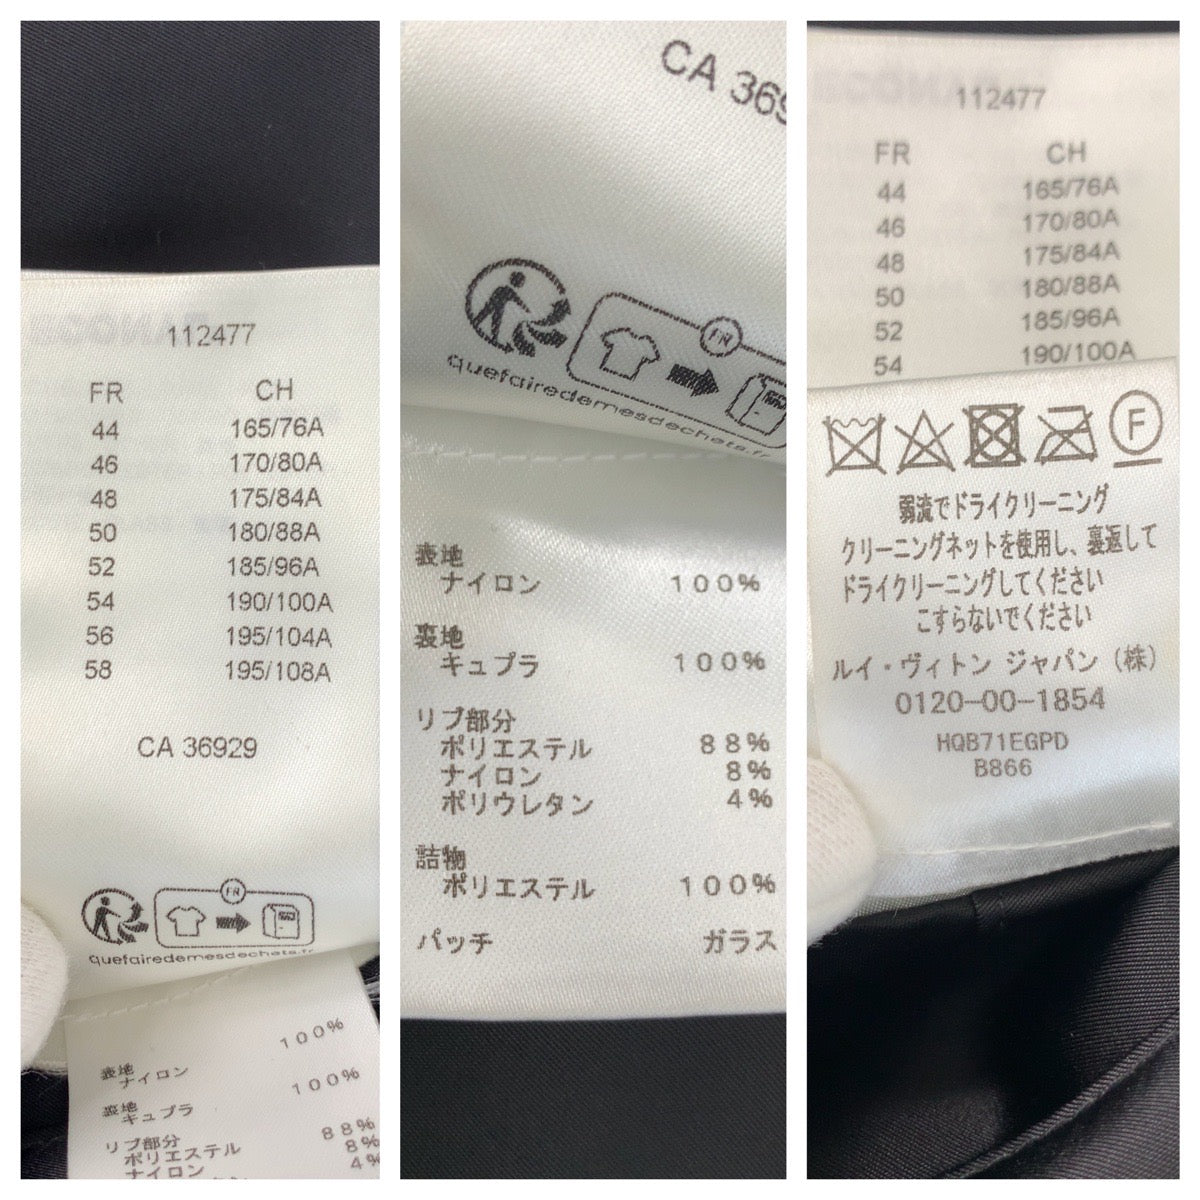 112477
FR CH
44 165/76A
46 170/80A
48 175/84A
50 180/88A
52 185/96A
54 190/100A
56 195/104A
58 195/108A
CA 36929
FR
quefairedemesdechets.fr
100%
表地
ナイロン 100%
裏地
キュプラ
リブ部分 88%
ポリエステル 8%
ナイロン 4%
CA 369
FR
quefairedemesdechets.fr
表地
ナイロン 100%
裏地
キュプラ 100%
リブ部分
ポリエステル 88%
ナイロン 8%
ポリウレタン 4%
詰物
ポリエステル 100%
パッチ ガラス
112477
FR CH
44 165/76A
46 170/80A
48 175/84A
50 180/88A
52 185/96A
54 190/100A
F
弱流でドライクリーニング
クリーニングネットを使用し、裏返して
ドライクリーニングしてください
こすらないでください
ルイ・ヴィトン ジャパン (株)
0120-00-1854
HQB71EGPD
B866